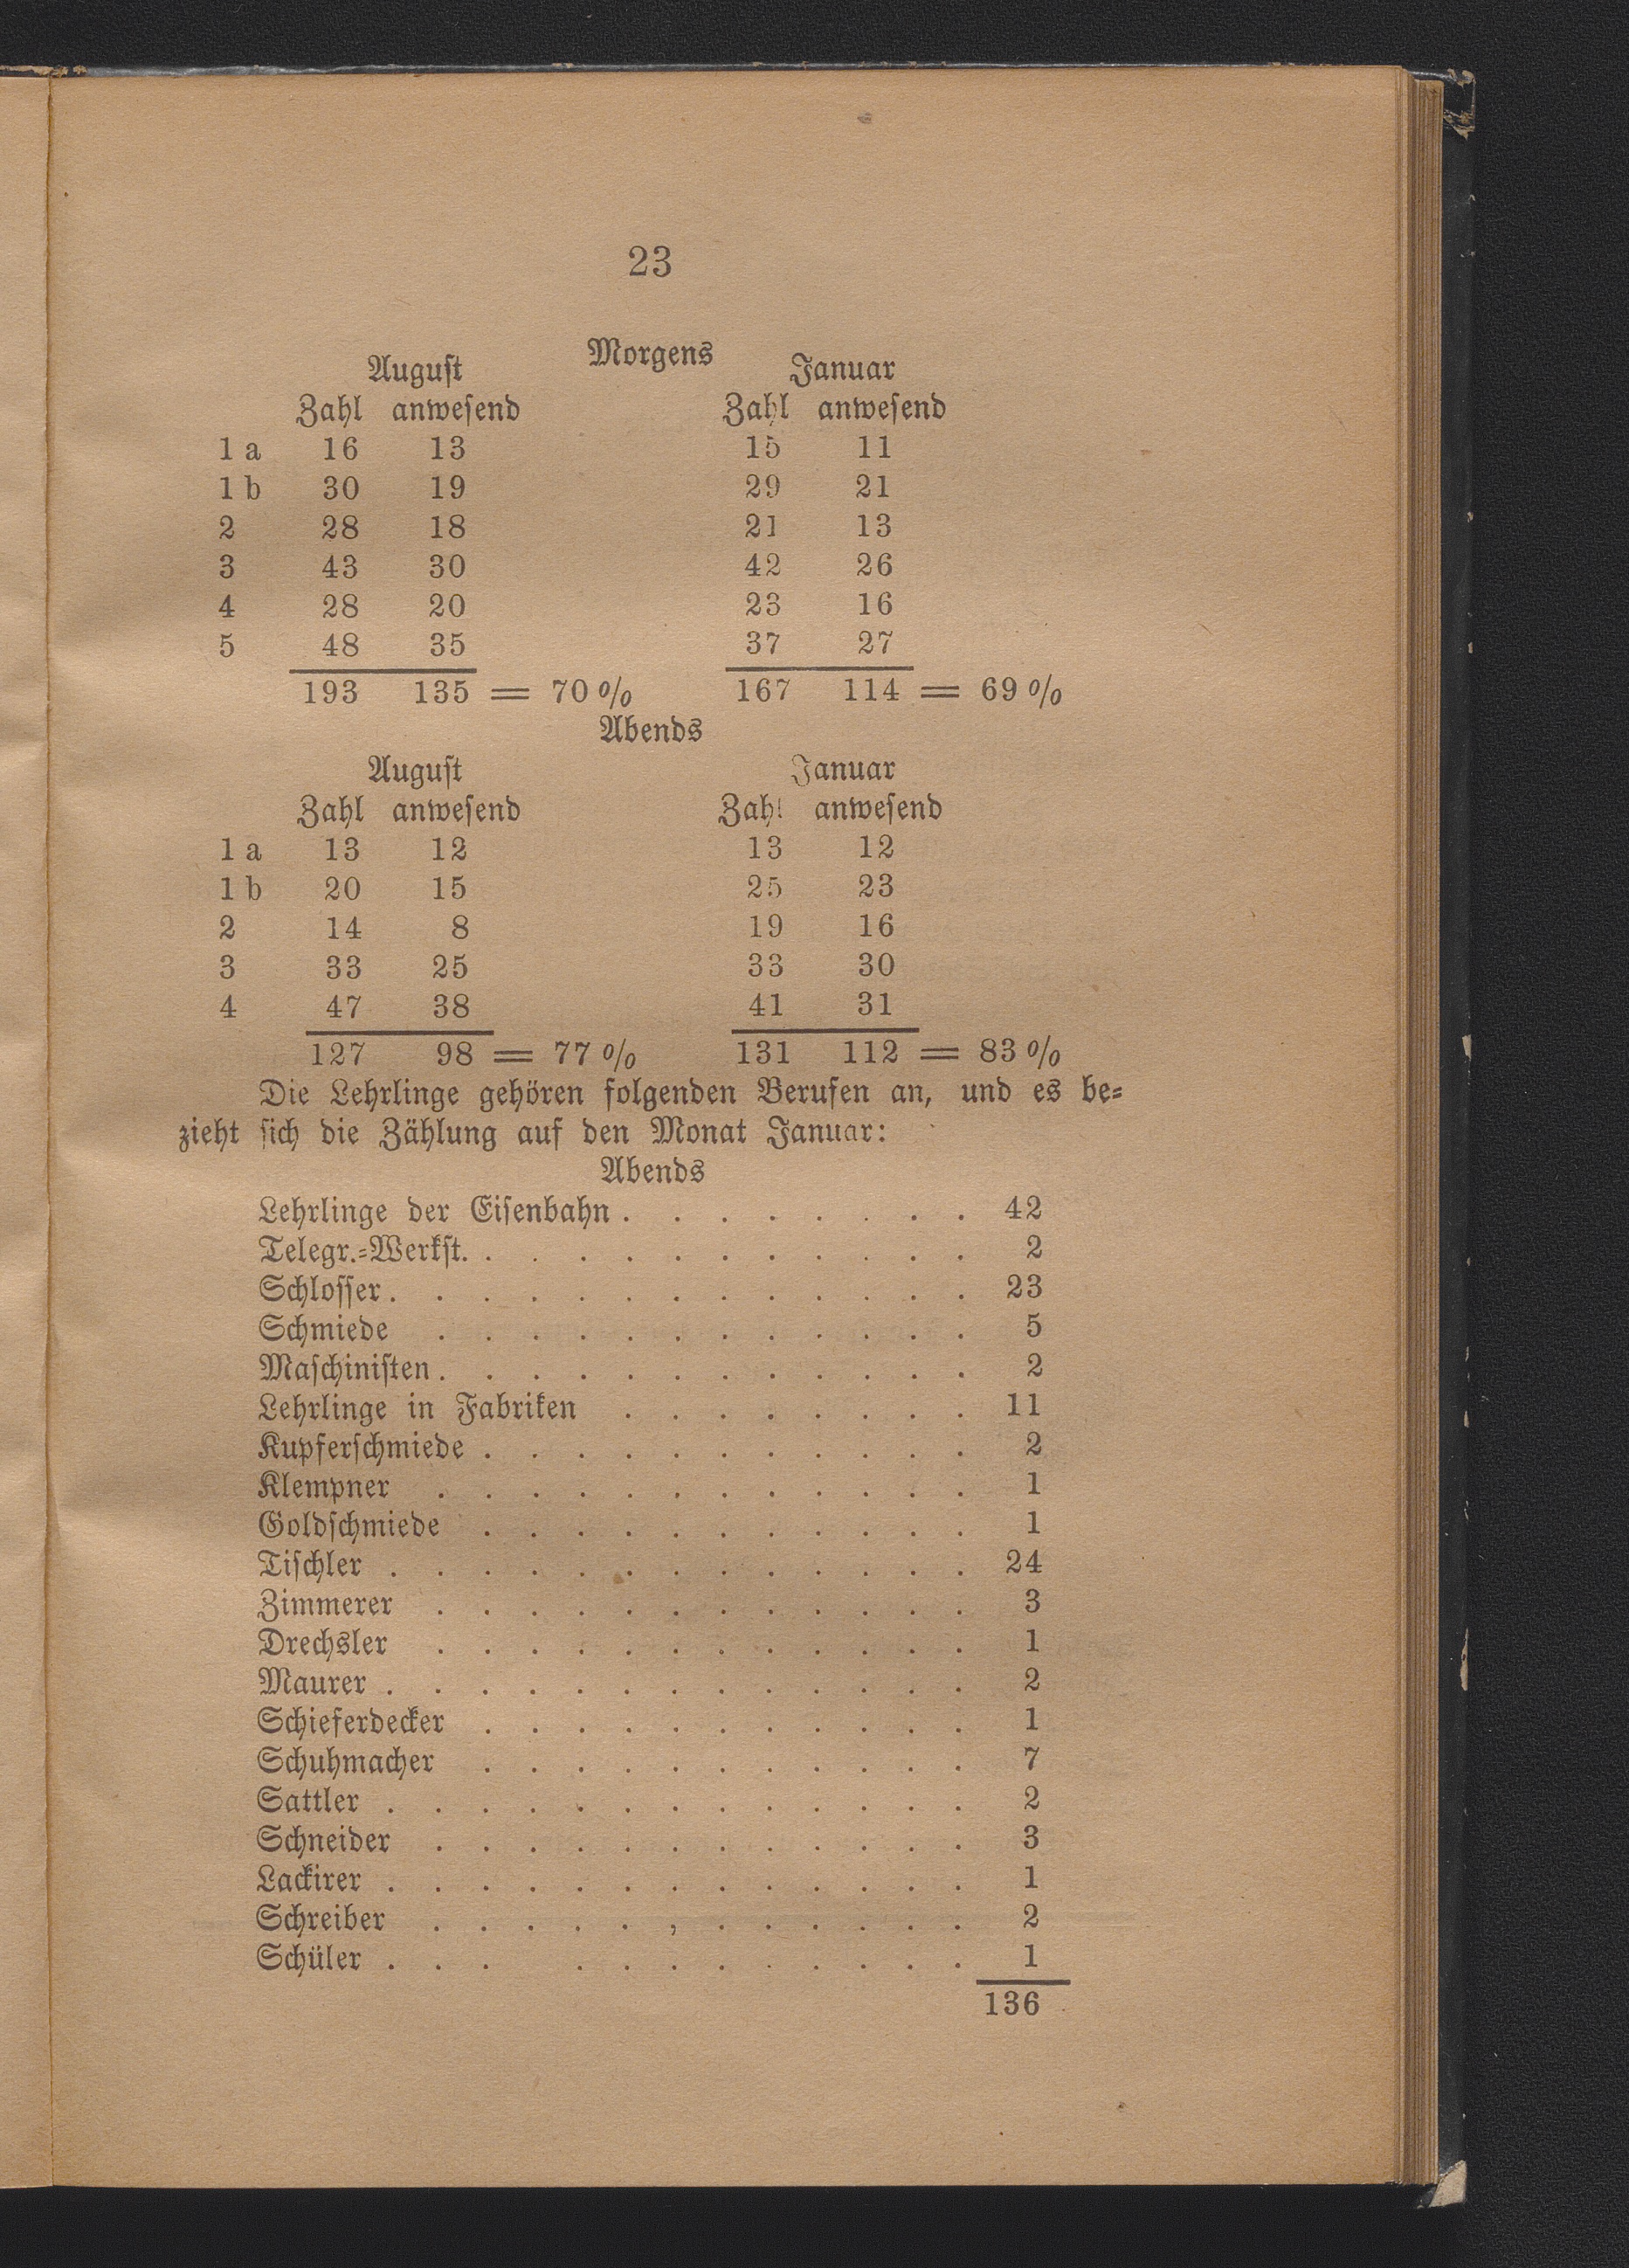 23
Morgens
August Januar
Zahl anwesend Zahl anwesend
1 a 16 13 15 11
1 b 30 19 29 21
2 28 18 21 13
3 43 30 42 26
4 28 20 23 16
5 48 35 37 27
193 135 = 70 % 167 114 = 69 %
Abends
August Januar
Zahl anwesend Zahl anwesend
1 a 13 12 13 12
1 b 20 15 25 23
2 14 8 19 16
3 33 25 33 30
4 47 38 41 31
127 98 = 77 % 131 112 = 83 %
Die Lehrlinge gehören folgenden Berufen an, und es be-
zieht sich die Zählung auf den Monat Januar:
Abends
Lehrlinge der Eisenbahn . . . . . . . . 42
Telegr.-Werkst. . . . . . . . . . . . 2
Schlosser . . . . . . . . . . . . . 23
Schmiede . . . . . . . . . . . . 5
Maschinisten . . . . . . . . . . . . 2
Lehrlinge in Fabriken . . . . . . . . 11
Kupferschmiede . . . . . . . . . . . 2
Klempner . . . . . . . . . . . . 1
Goldschmiede . . . . . . . . . . . 1
Tischler . . . . . . . . . . . . . 24
Zimmerer . . . . . . . . . . . . 3
Drechsler . . . . . . . . . . . . 1
Maurer . . . . . . . . . . . . . 2
Schieferdecker . . . . . . . . . . . 1
Schuhmacher . . . . . . . . . . . 7
Sattler . . . . . . . . . . . . . 2
Schneider . . . . . . . . . . . . 3
Lackirer . . . . . . . . . . . . . 1
Schreiber . . . . . , . . . . . . 2
Schüler . . . . . . . . . . . . 1
136